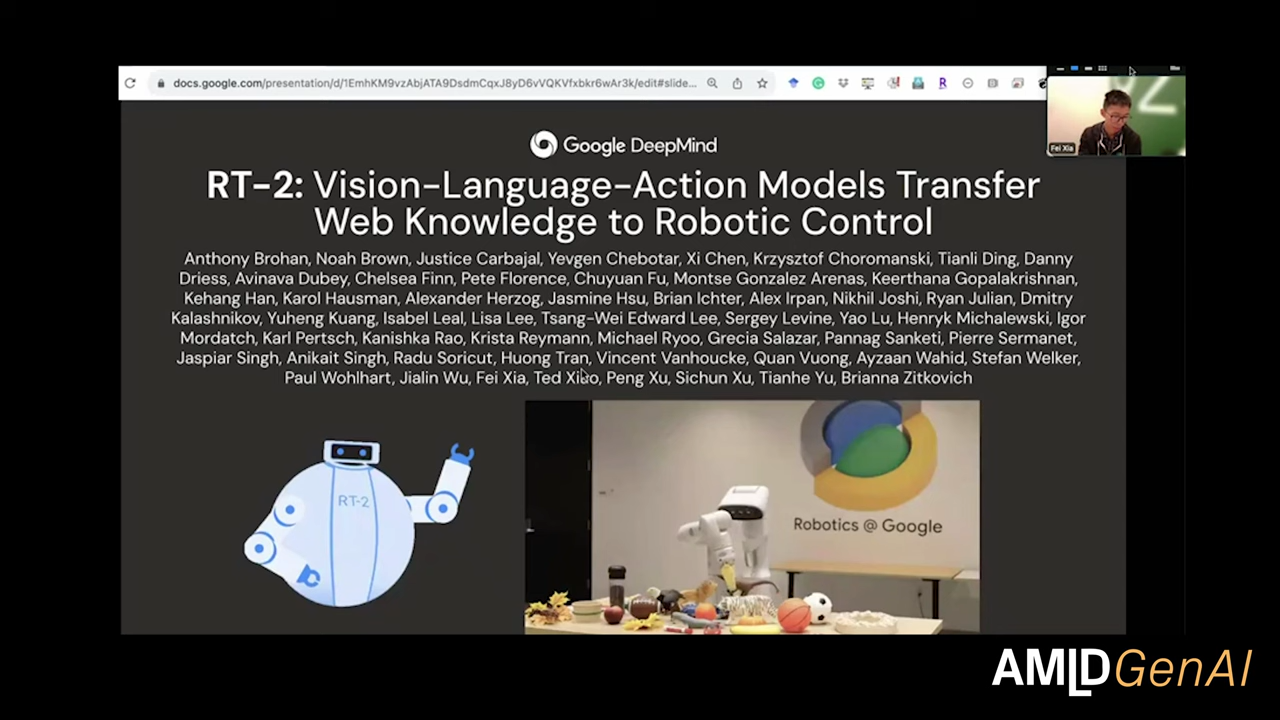 docs.google.com/presentation/d/1EmhKM9vzAbjATA9DsdmCqxJ8yD6vVQKVfxbkr6wAr3k/edit#slide...
Fei Xia
Google DeepMind
RT-2: Vision-Language-Action Models Transfer
Web Knowledge to Robotic Control
Anthony Brohan, Noah Brown, Justice Carbajal, Yevgen Chebotar, Xi Chen, Krzysztof Choromanski, Tianli Ding, Danny
Driess, Avinava Dubey, Chelsea Finn, Pete Florence, Chuyuan Fu, Montse Gonzalez Arenas, Keerthana Gopalakrishnan,
Kehang Han, Karol Hausman, Alexander Herzog, Jasmine Hsu, Brian Ichter, Alex Irpan, Nikhil Joshi, Ryan Julian, Dmitry
Kalashnikov, Yuheng Kuang, Isabel Leal, Lisa Lee, Tsang-Wei Edward Lee, Sergey Levine, Yao Lu, Henryk Michalewski, Igor
Mordatch, Karl Pertsch, Kanishka Rao, Krista Reymann, Michael Ryoo, Grecia Salazar, Pannag Sanketi, Pierre Sermanet,
Jaspiar Singh, Anikait Singh, Radu Soricut, Huong Tran, Vincent Vanhoucke, Quan Vuong, Ayzaan Wahid, Stefan Welker,
Paul Wohlhart, Jialin Wu, Fei Xia, Ted Xiao, Peng Xu, Sichun Xu, Tianhe Yu, Brianna Zitkovich
RT-2
Robotics @ Google
AMLDGenAI